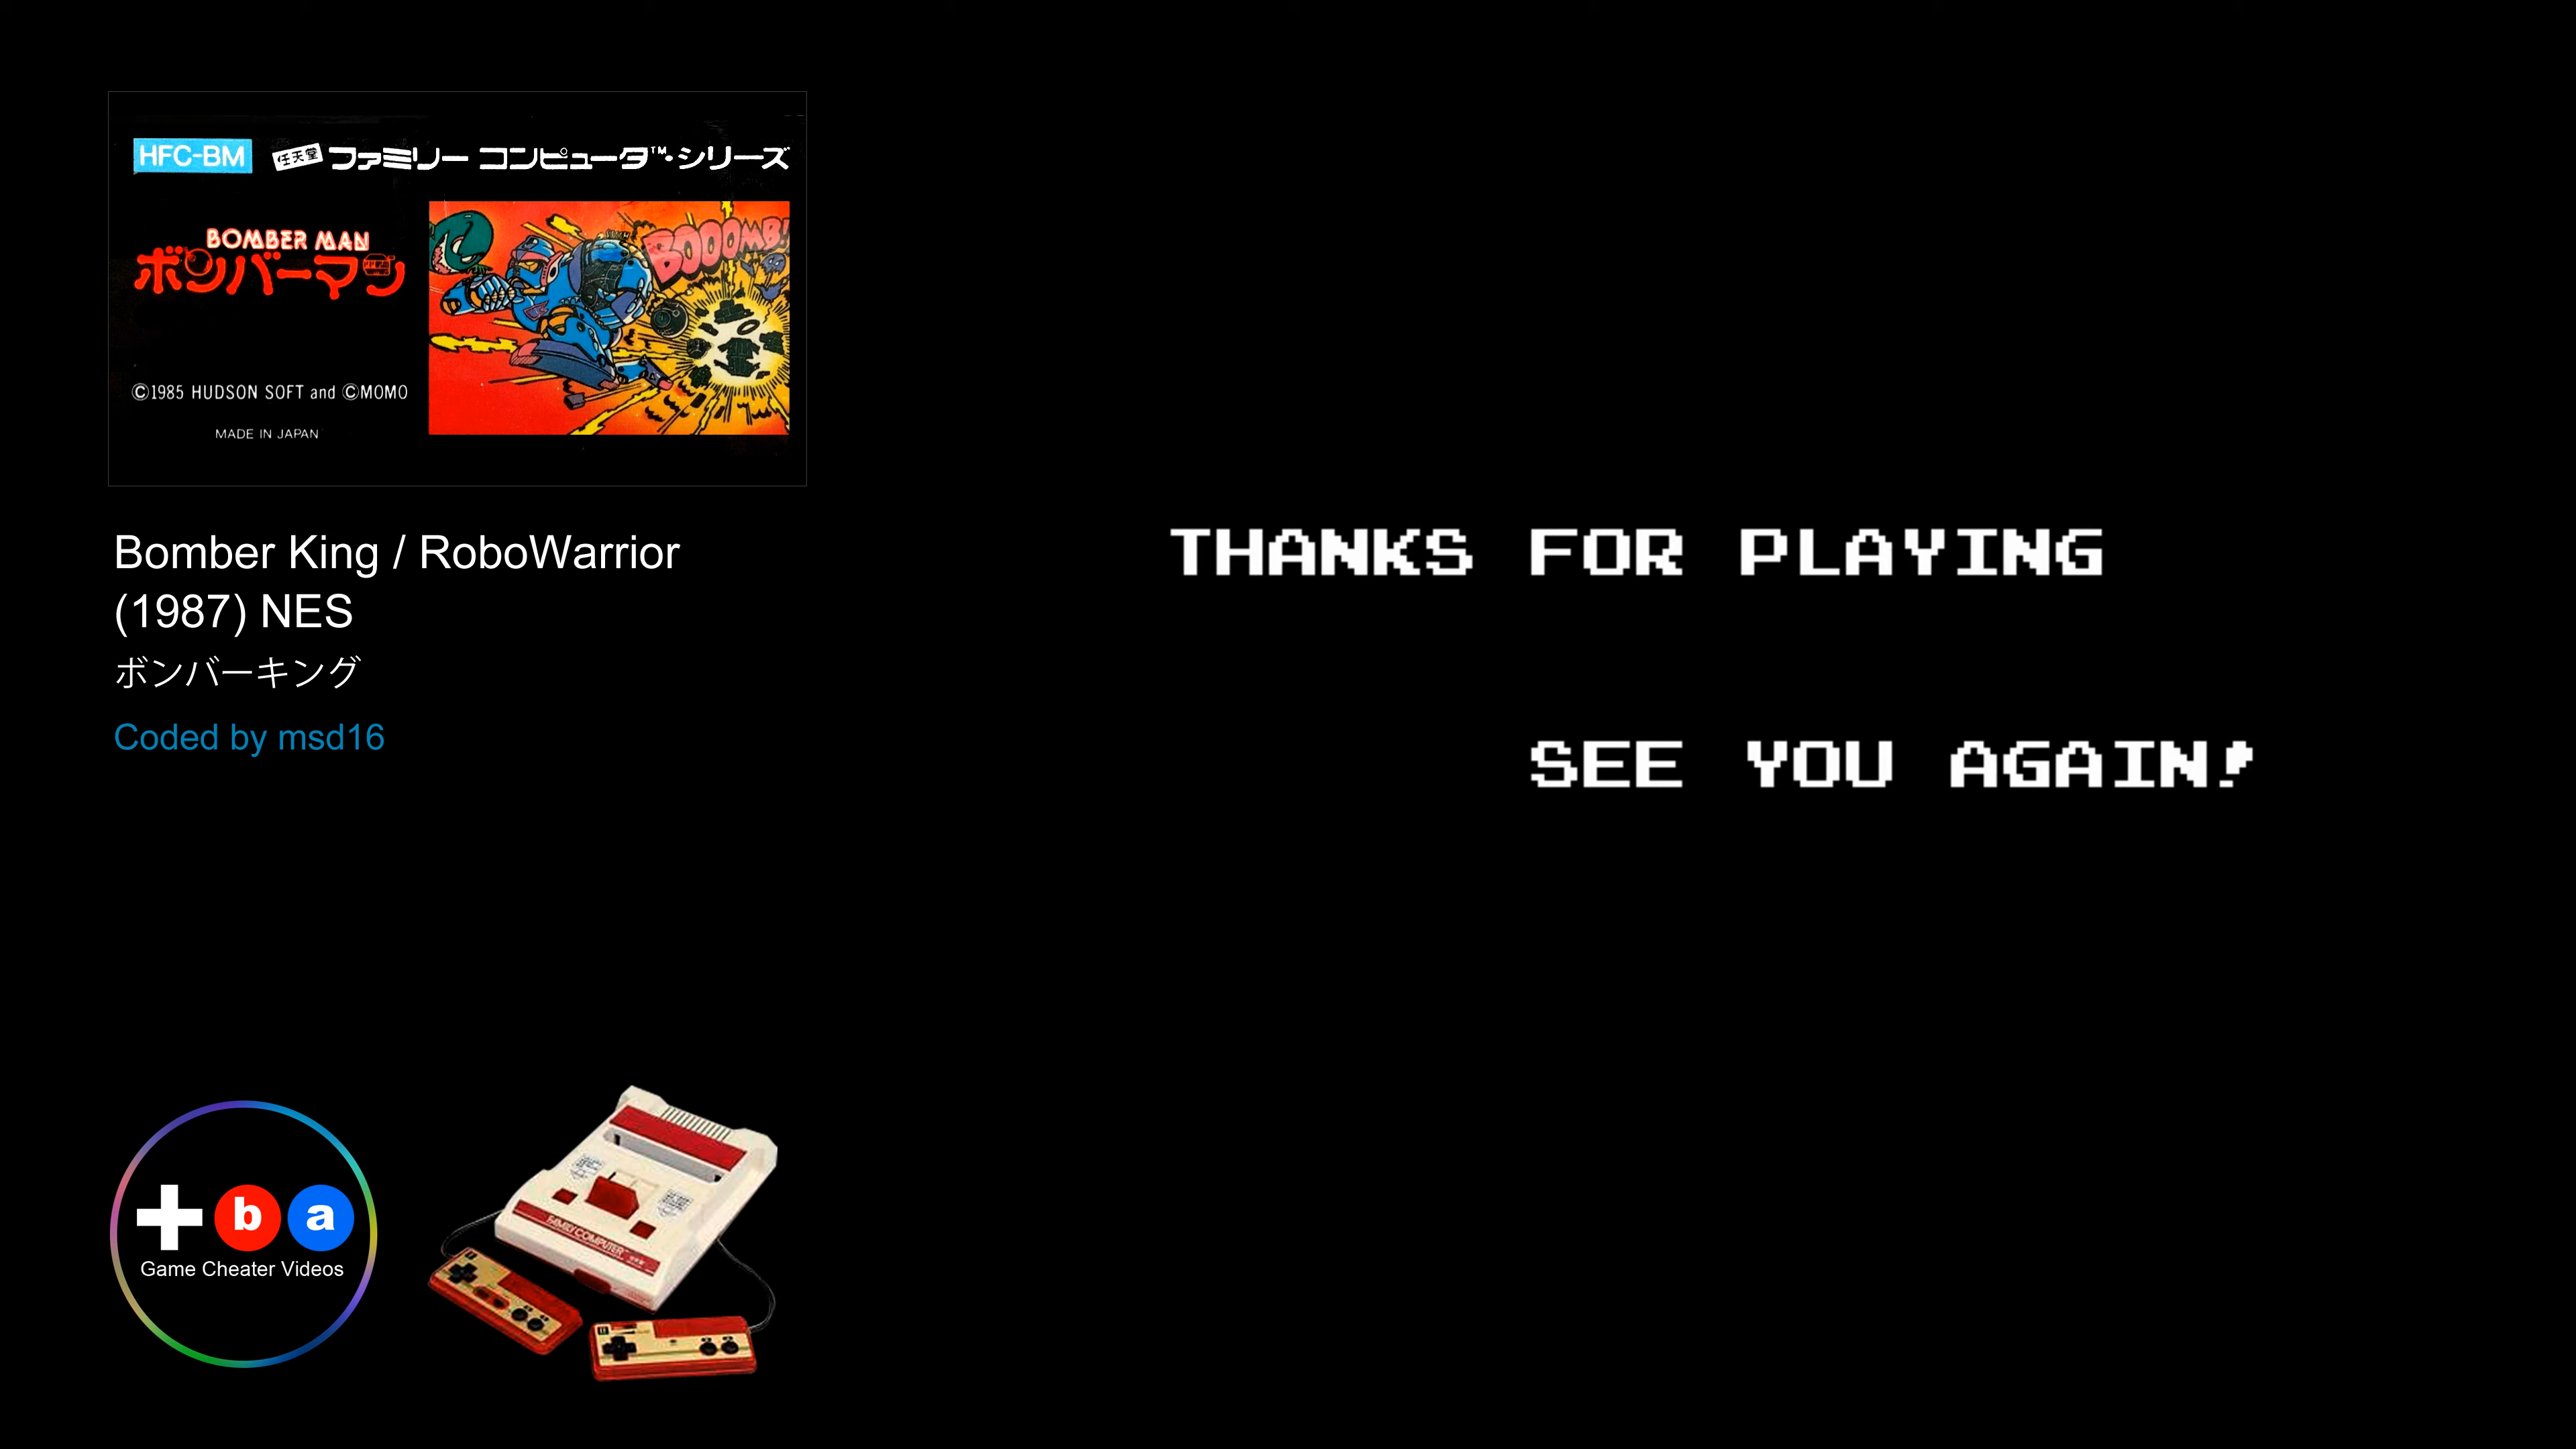 HFC-BM 任天堂 ファミリー コンピュータ™・シリーズ
BOMBER MAN
ボンバーマン
BOOOMB!
©1985 HUDSON SOFT and ©MOMO
MADE IN JAPAN
Bomber King / RoboWarrior
(1987) NES
ボンバーキング
Coded by msd16
THANKS FOR PLAYING
SEE YOU AGAIN!
b a
Game Cheater Videos
FAMILY COMPUTER™